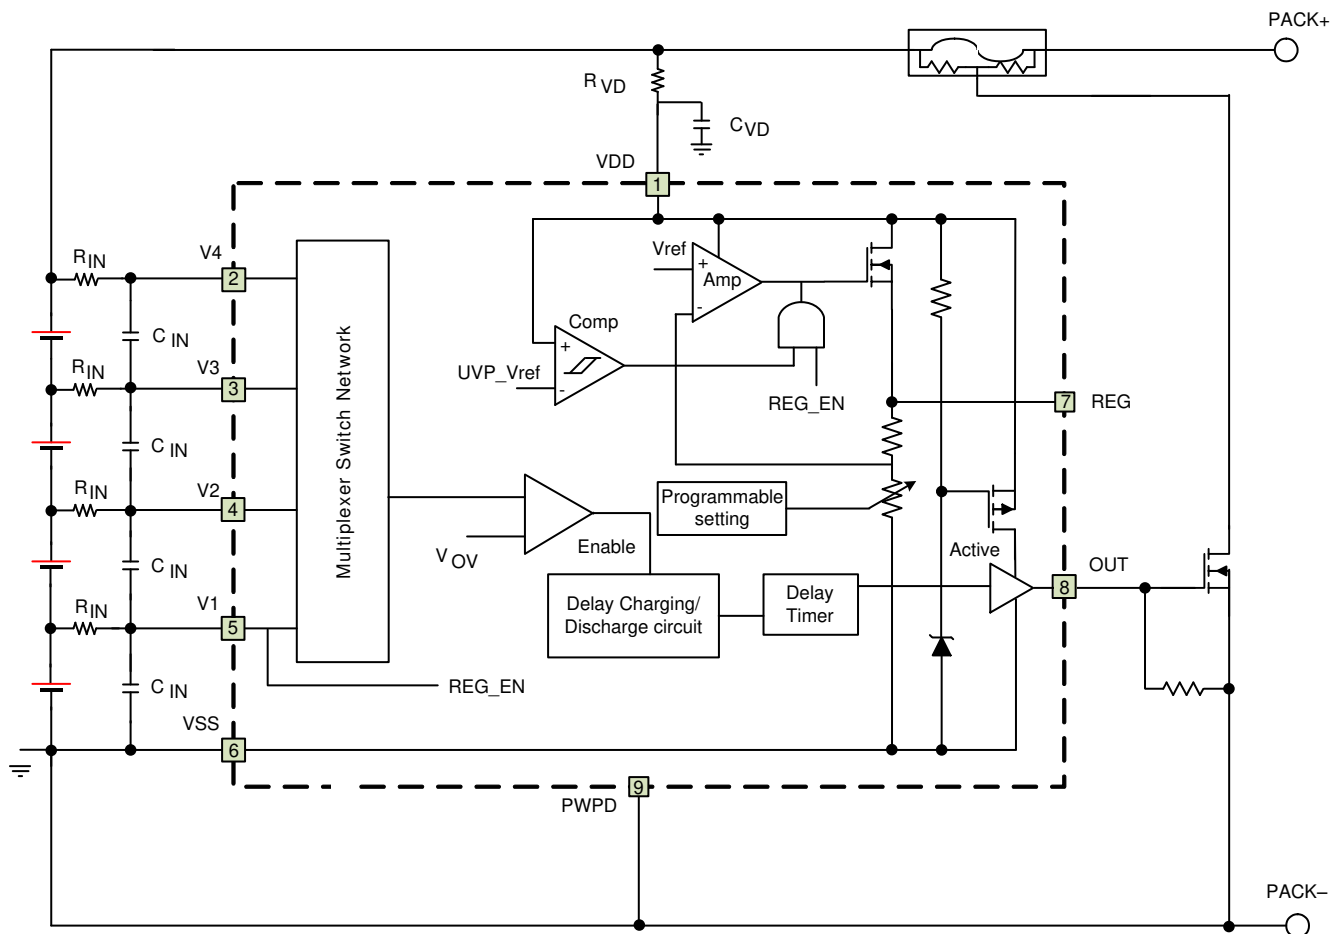 PACK+
R VD
C VD
VDD
1
R IN
V4
2
Vref
+
Amp
-
C IN
Comp
+
UVP_Vref
-
R IN
V3
3
REG_EN
7
REG
Multiplexer Switch Network
C IN
R IN
V2
4
Programmable
setting
V OV
Enable
Active
C IN
OUT
8
R IN
V1
5
Delay Charging/
Discharge circuit
Delay
Timer
C IN
REG_EN
VSS
6
9
PWPD
PACK–